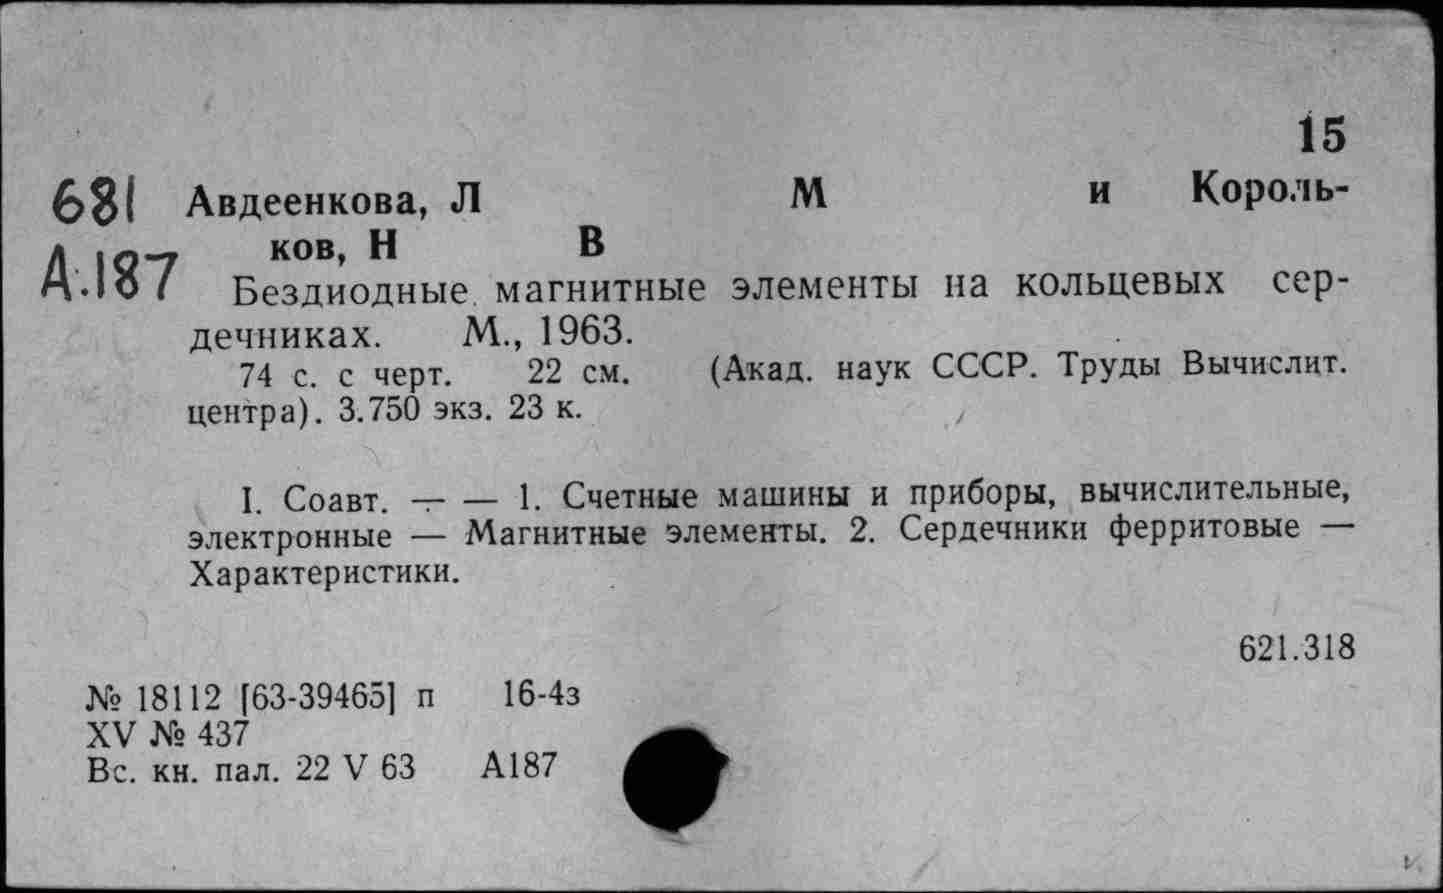 15
681 Авдеенкова, Л М и Король-
А.187 ков, Н В
Бездиодные магнитные элементы на кольцевых сер-
дечниках. М., 1963.
74 с. с черт. 22 см. (Акад. наук СССР. Труды Вычислит.
центра). 3.750 экз. 23 к.
I. Соавт. — — 1. Счетные машины и приборы, вычислительные,
электронные — Магнитные элементы. 2. Сердечники ферритовые —
Характеристики.
621.318
№ 18112 [63-39465] п 16-4з
XV № 437
Вс. кн. пал. 22 V 63 А187